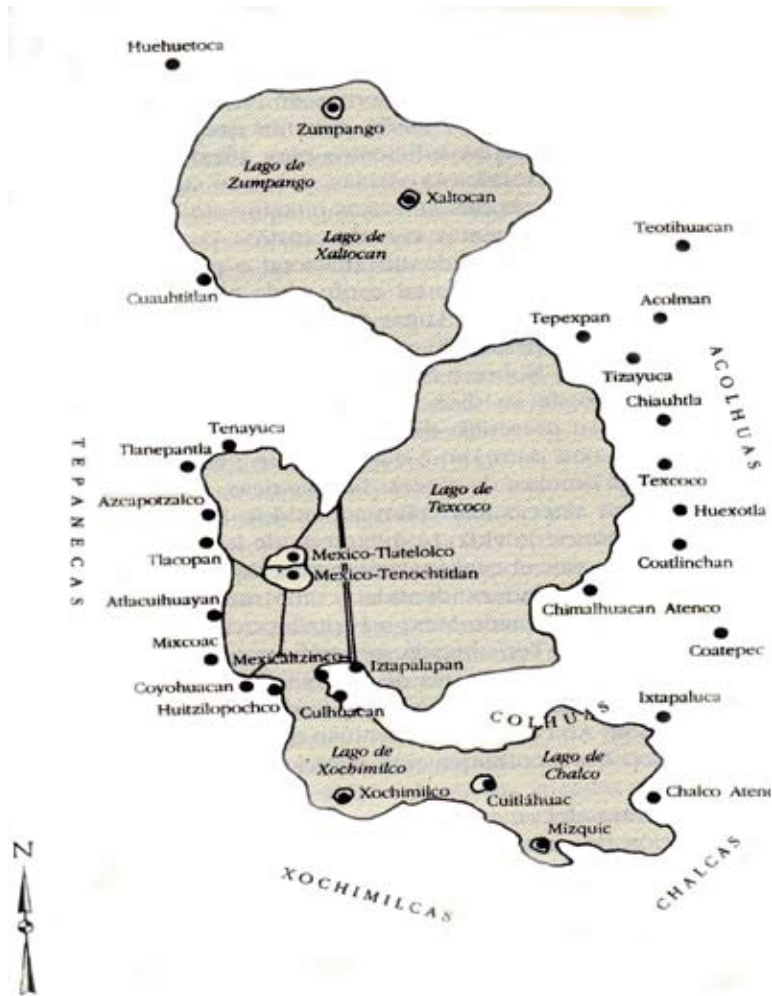 Huehuetoca
Zumpango
Lago de
Zumpango
Xaltocan
Lago de
Xaltocan
Teotihuacan
Cuauhtitlan
Acolman
Tepexpan
Tizayuca
ACOLHUAS
Chiauhtla
Tenayuca
Tlanepantla
TEPANECAS
Lago de
Texcoco
Texcoco
Azcapotzalco
Huexotla
Tlacopan
Mexico-Tlatelolco
Coatlinchan
Mexico-Tenochtitlan
Atlacuihuayan
Chimalhuacan Atenco
Coatepec
Mixcoac
Mexicaltzinco
Iztapalapan
Coyohuacan
Huitzilopochco
Culhuacan
COLHUAS
Ixtapaluca
Lago de
Xochimilco
Lago de
Chalco
Xochimilco
Cuitláhuac
Chalco Atenc
Mizquic
XOCHIMILCAS
CHALCAS
N